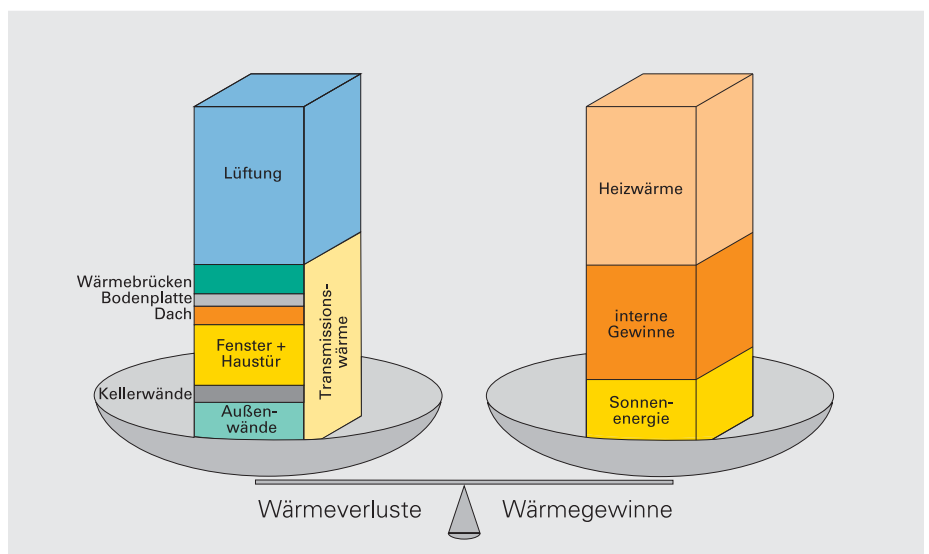 Lüftung
Wärmebrücken
Bodenplatte
Dach
Fenster +
Haustür
Kellerwände
Außen-
wände
Transmissions-
wärme
Heizwärme
interne
Gewinne
Sonnen-
energie
Wärmeverluste
Wärmegewinne